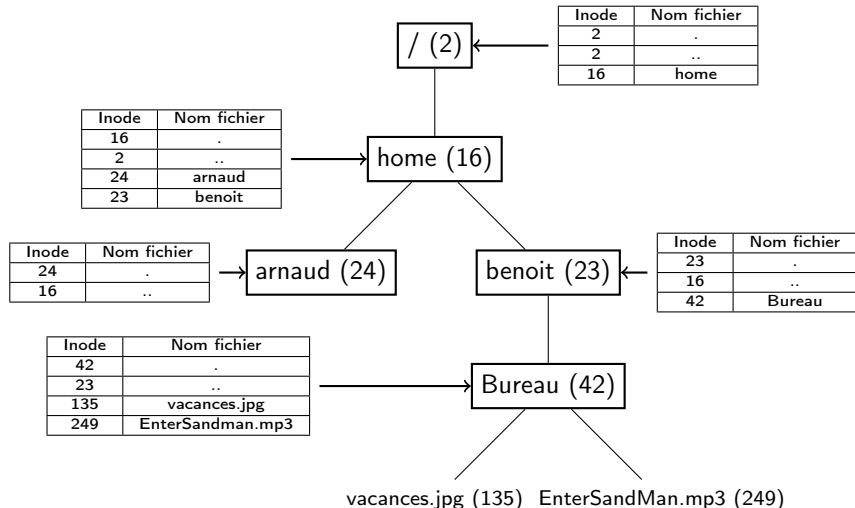 / (2)
Inode Nom fichier
2 .
2 ..
16 home
Inode Nom fichier
16 .
2 ..
24 arnaud
23 benoit
home (16)
Inode Nom fichier
24 .
16 ..
arnaud (24)
benoit (23)
Inode Nom fichier
23 .
16 ..
42 Bureau
Inode Nom fichier
42 .
23 ..
135 vacances.jpg
249 EnterSandman.mp3
Bureau (42)
vacances.jpg (135) EnterSandMan.mp3 (249)